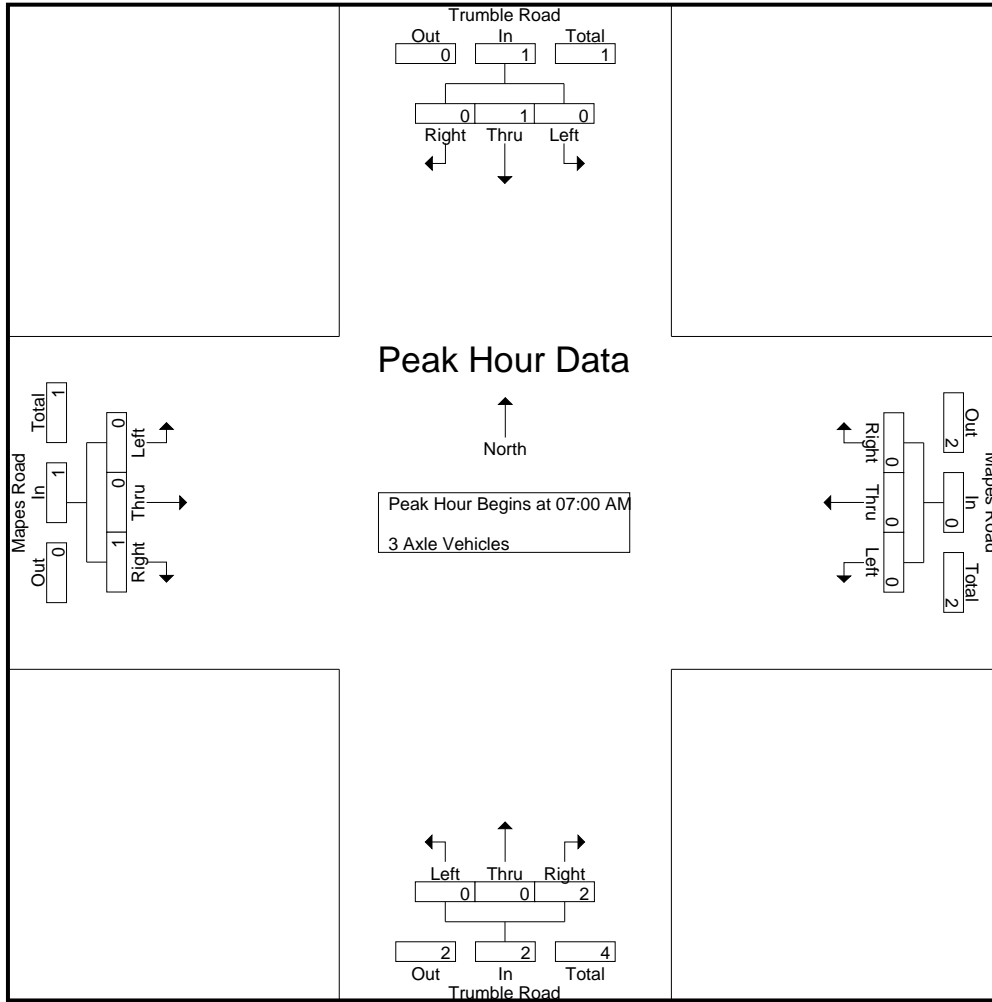 Trumble Road
Out In Total
0 1 1
0 1 0
Right Thru Left
Peak Hour Data
North
Peak Hour Begins at 07:00 AM
3 Axle Vehicles
Mapes Road
Out In Total
0 1 1
1 0 0
Right Thru Left
Mapes Road
Out In Total
2 0 2
0 0 0
Right Thru Left
Left Thru Right
0 0 2
2 2 4
Out In Total
Trumble Road